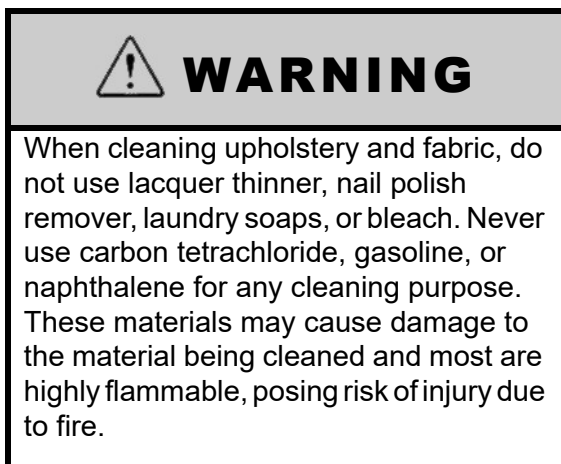 WARNING
When cleaning upholstery and fabric, do
not use lacquer thinner, nail polish
remover, laundry soaps, or bleach. Never
use carbon tetrachloride, gasoline, or
naphthalene for any cleaning purpose.
These materials may cause damage to
the material being cleaned and most are
highly flammable, posing risk of injury due
to fire.